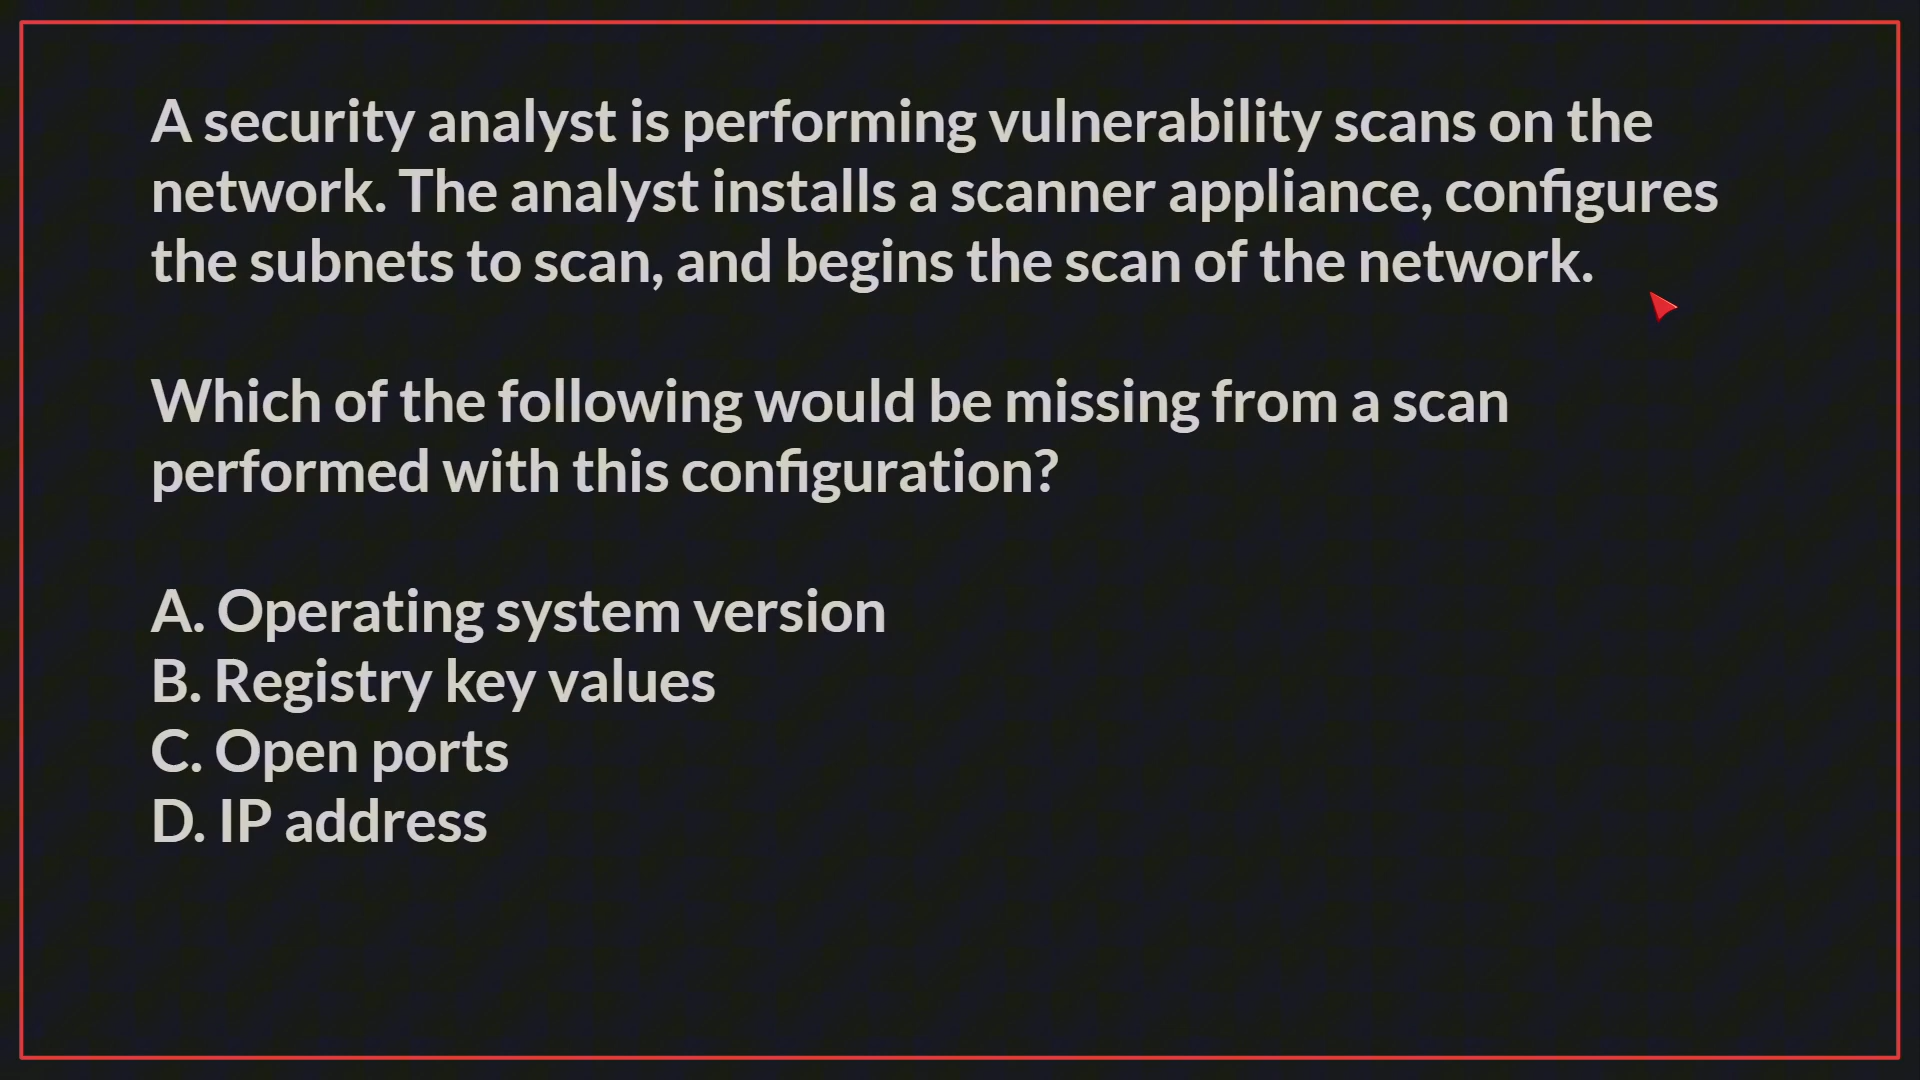 A security analyst is performing vulnerability scans on the
network. The analyst installs a scanner appliance, configures
the subnets to scan, and begins the scan of the network.
Which of the following would be missing from a scan
performed with this configuration?
A. Operating system version
B. Registry key values
C. Open ports
D. IP address